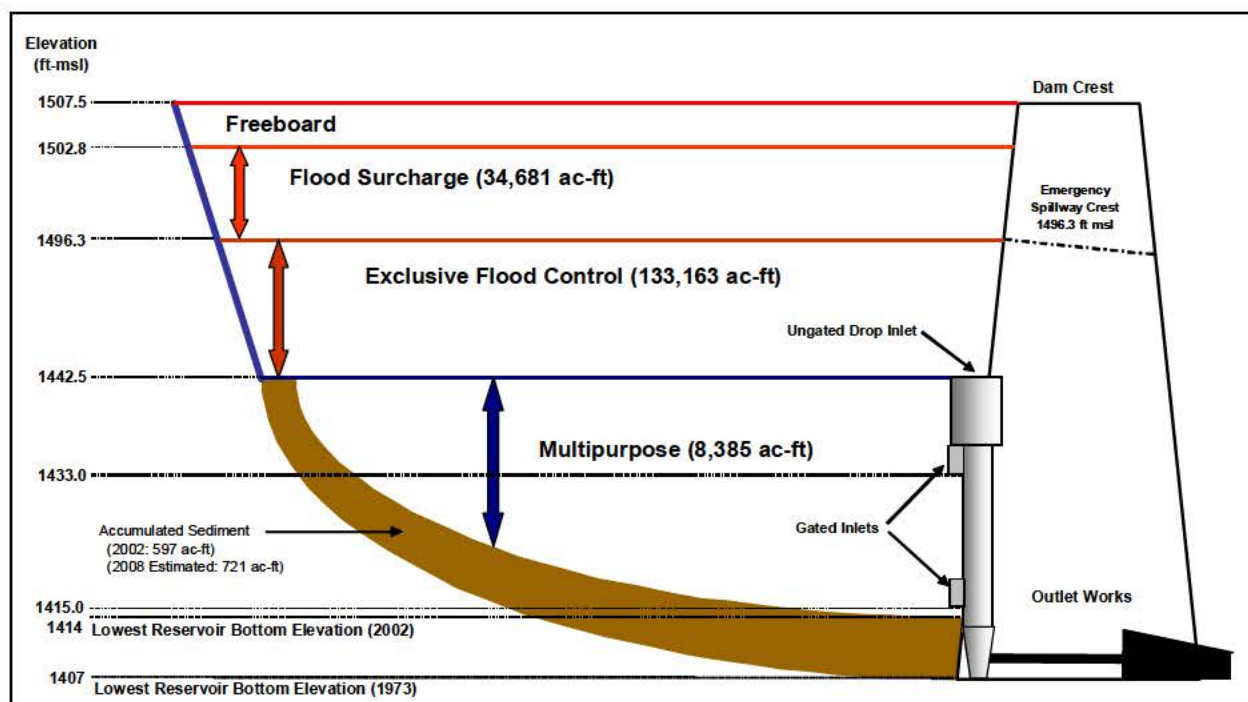 Elevation
(ft-msl)
1507.5
Dam Crest
Freeboard
1502.8
Flood Surcharge (34,681 ac-ft)
Emergency
Spillway Crest
1496.3 ft msl
1496.3
Exclusive Flood Control (133,163 ac-ft)
Ungated Drop Inlet
1442.5
Multipurpose (8,385 ac-ft)
1433.0
Accumulated Sediment
(2002: 597 ac-ft)
(2008 Estimated: 721 ac-ft)
Gated Inlets
1415.0
Outlet Works
1414
Lowest Reservoir Bottom Elevation (2002)
1407
Lowest Reservoir Bottom Elevation (1973)